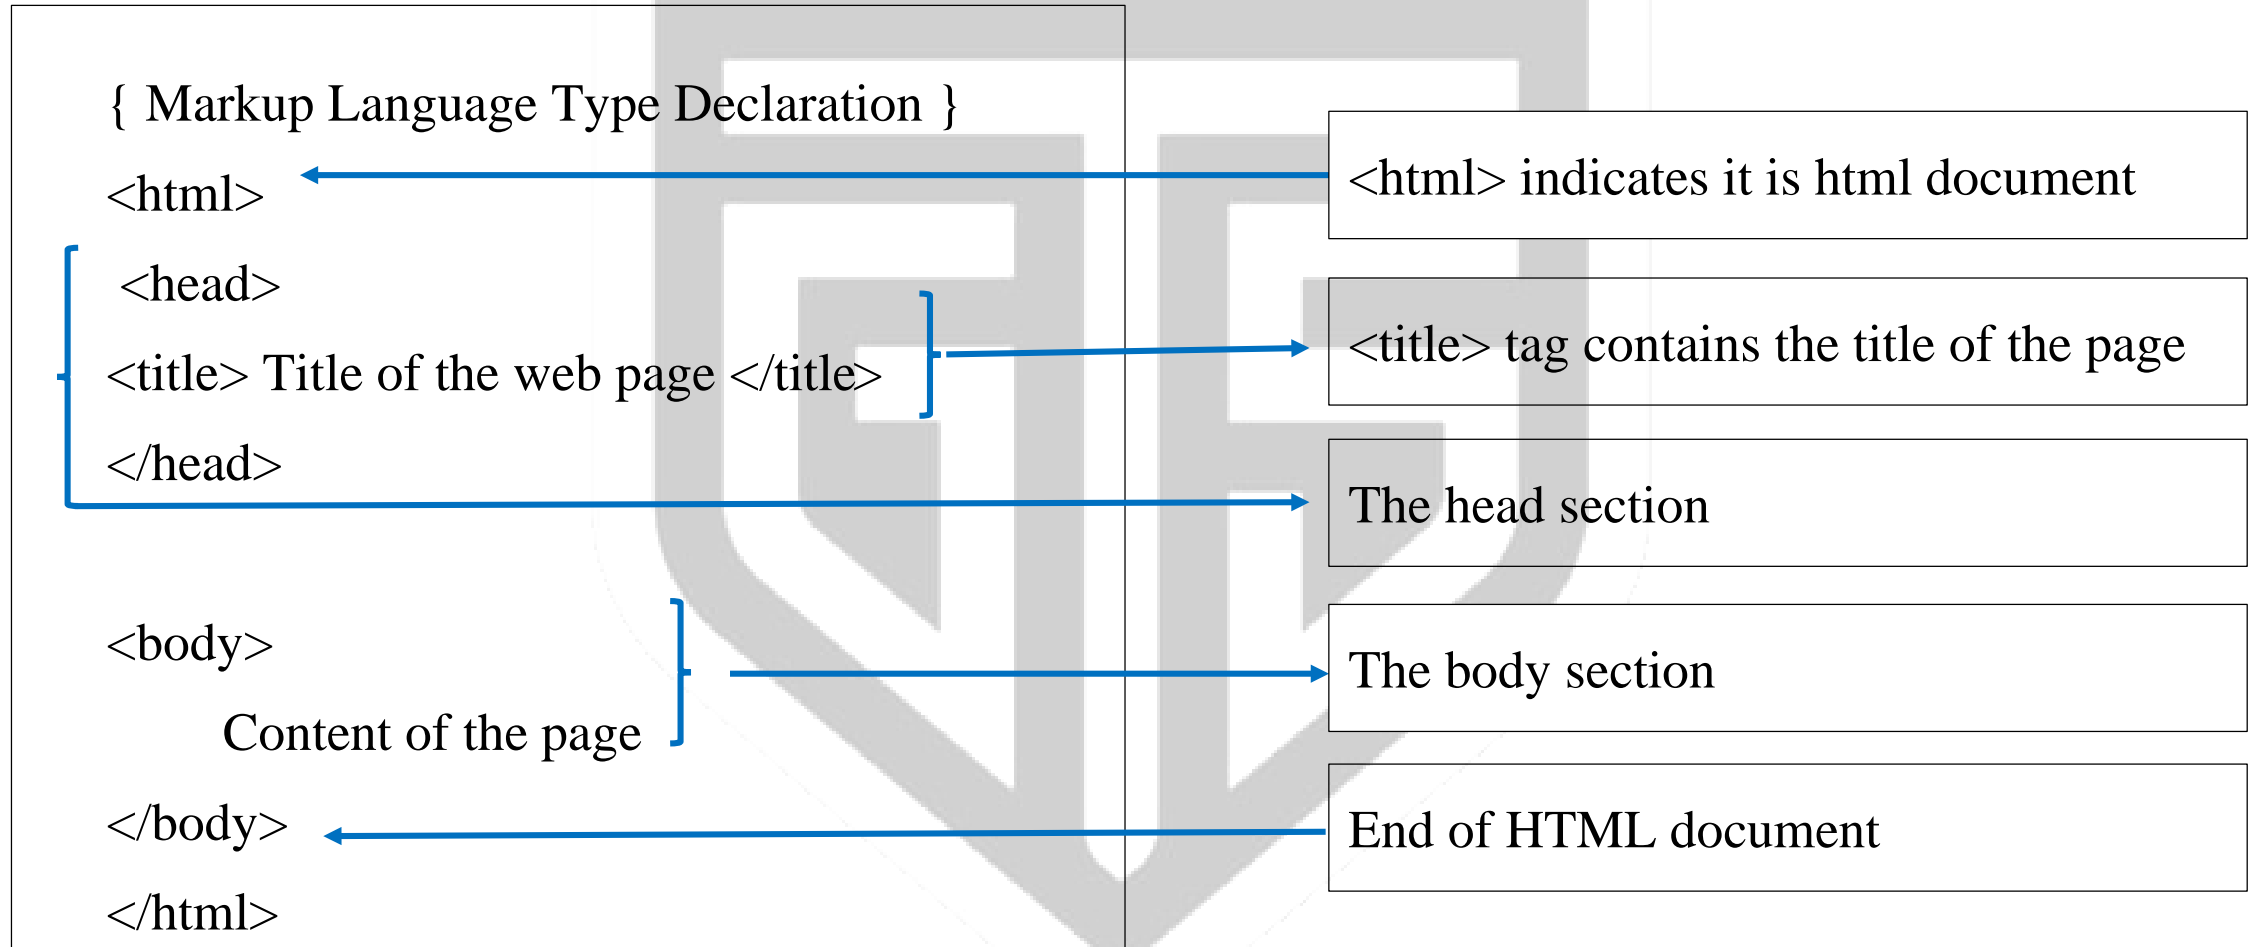 { Markup Language Type Declaration }
<html>
<head>
<title> Title of the web page </title>
</head>
<body>
Content of the page
</body>
</html>
<html> indicates it is html document
<title> tag contains the title of the page
The head section
The body section
End of HTML document